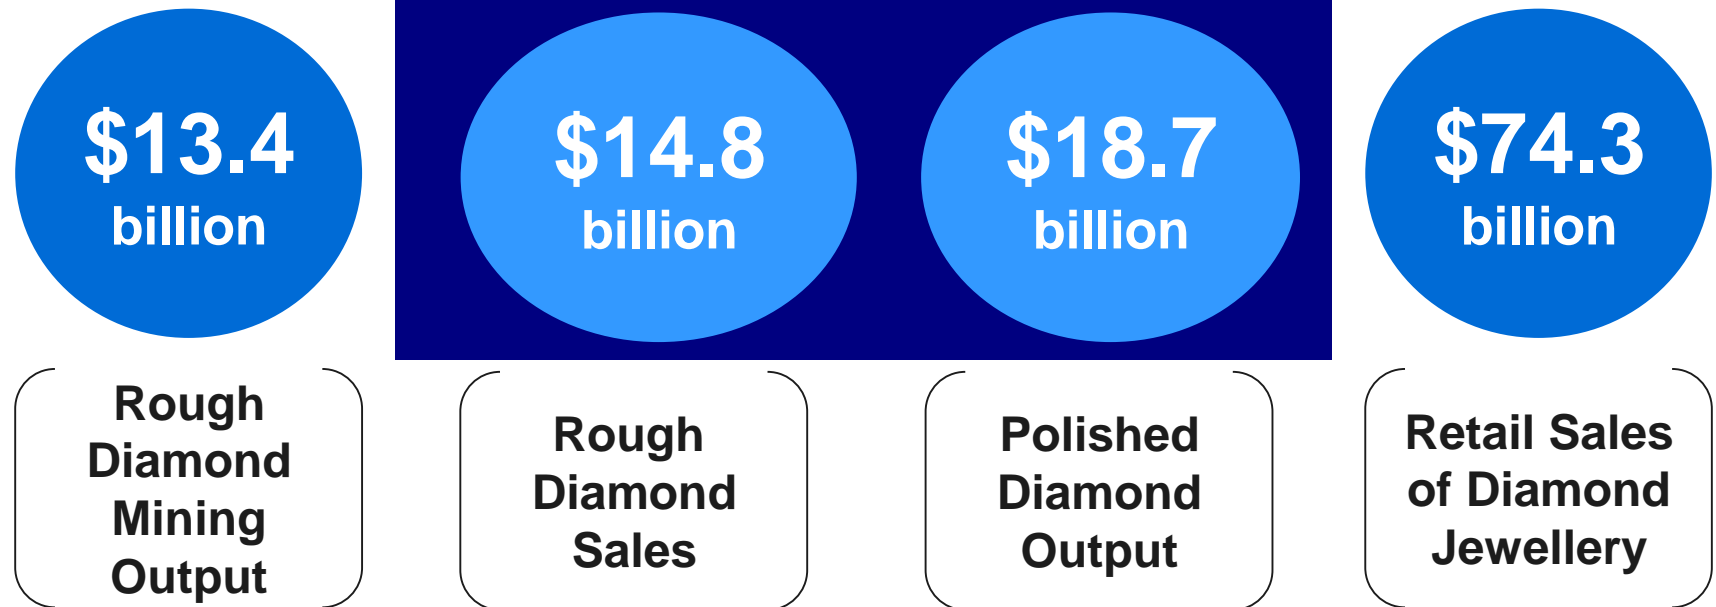 $13.4
billion
$14.8
billion
$18.7
billion
$74.3
billion
Rough
Diamond
Mining
Output
Rough
Diamond
Sales
Polished
Diamond
Output
Retail Sales
of Diamond
Jewellery